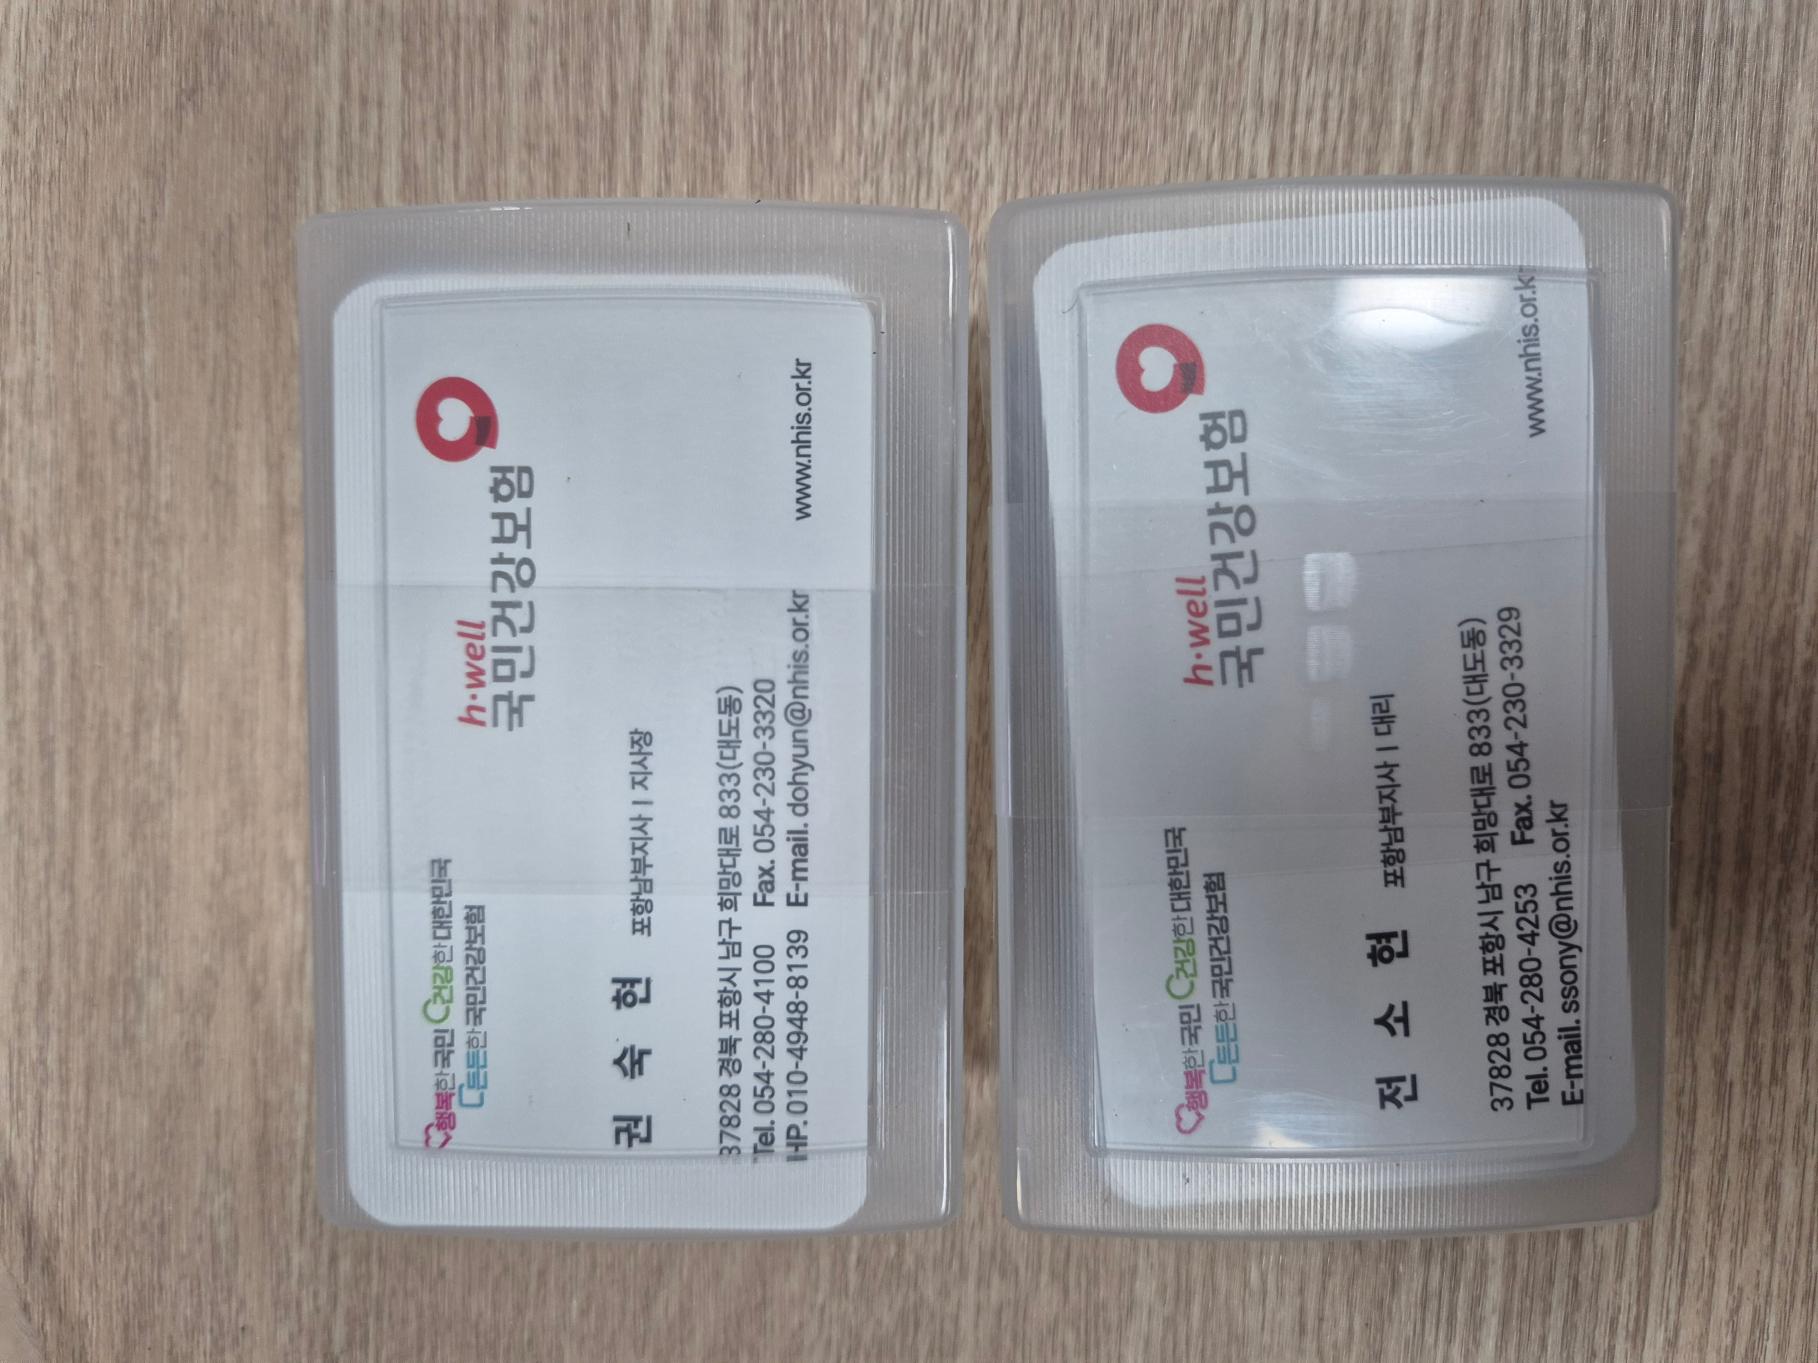 행복한국민 건강한대한민국
든든한국민건강보험
h·well
국민건강보험
권 숙 현 포항남부지사 | 지사장
37828 경북 포항시 남구 희망대로 833(대도동)
Tel. 054-280-4100 Fax. 054-230-3320
HP. 010-4948-8139 E-mail. dohyun@nhis.or.kr www.nhis.or.kr
행복한국민 건강한대한민국
든든한국민건강보험
h·well
국민건강보험
전 소 현 포항남부지사 | 대리
37828 경북 포항시 남구 희망대로 833(대도동)
Tel. 054-280-4253 Fax. 054-230-3329
E-mail. ssony@nhis.or.kr www.nhis.or.kr